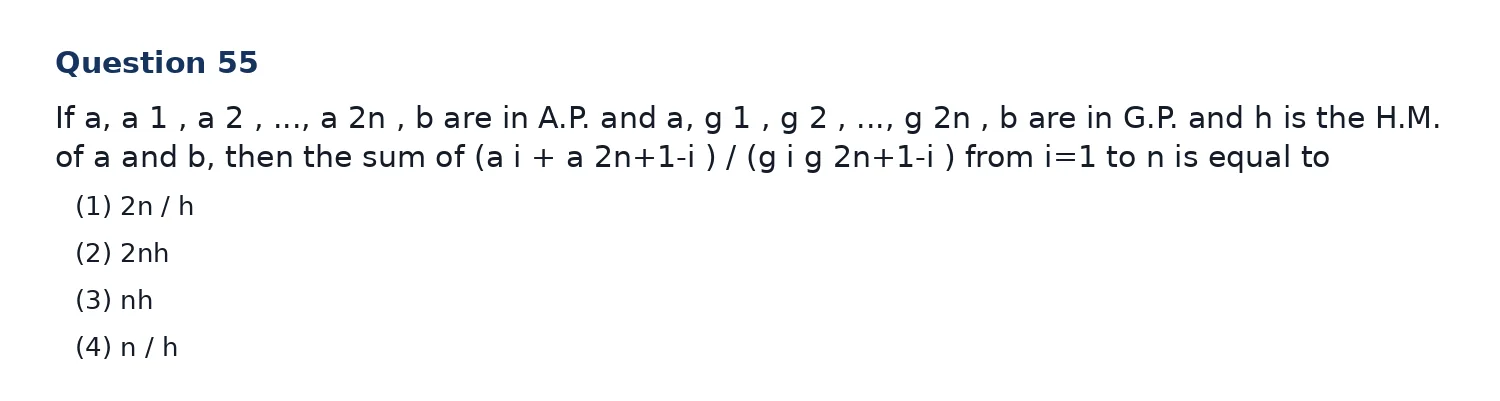 Question 55
If a, a 1 , a 2 , ..., a 2n , b are in A.P. and a, g 1 , g 2 , ..., g 2n , b are in G.P. and h is the H.M.
of a and b, then the sum of (a i + a 2n+1-i ) / (g i g 2n+1-i ) from i=1 to n is equal to
(1) 2n / h
(2) 2nh
(3) nh
(4) n / h